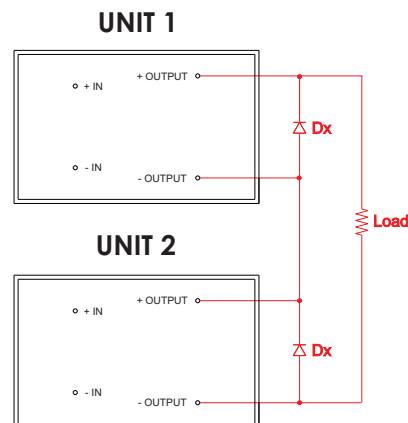 UNIT 1
+ OUTPUT
+ IN
Dx
- IN
- OUTPUT
Load
UNIT 2
+ OUTPUT
+ IN
Dx
- IN
- OUTPUT